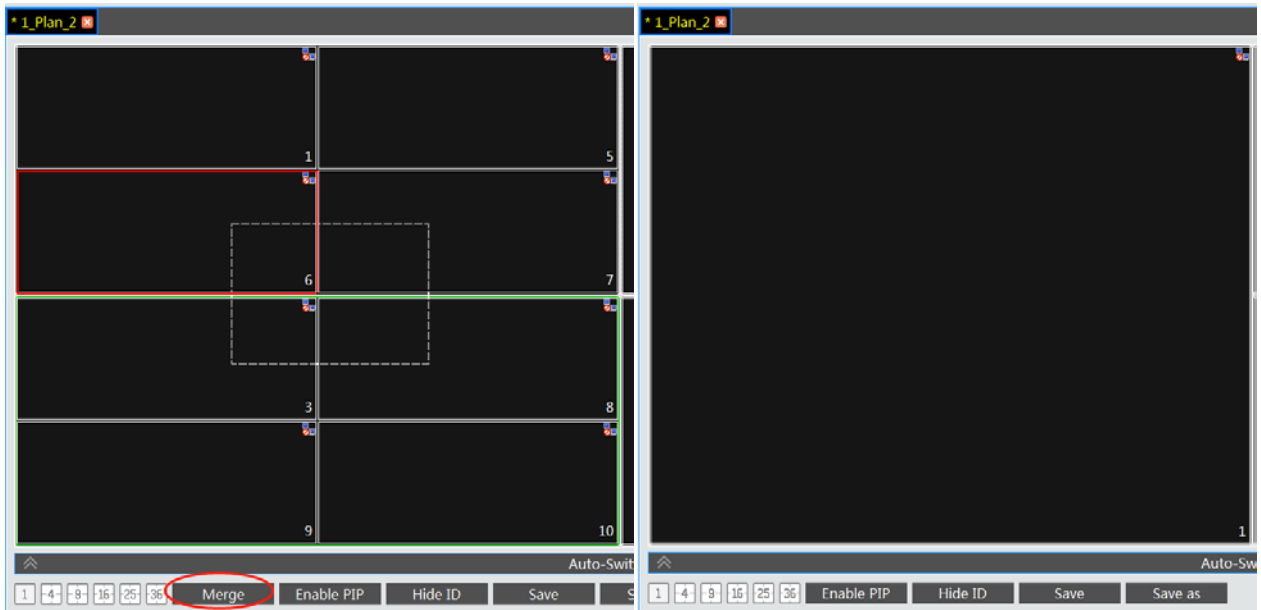 * 1_Plan_2
1
5
6
7
3
8
9
10
Auto-Swit
1 4 9 16 25 36 Merge Enable PIP Hide ID Save S
* 1_Plan_2
1
Auto-Sw
1 4 9 16 25 36 Enable PIP Hide ID Save Save as